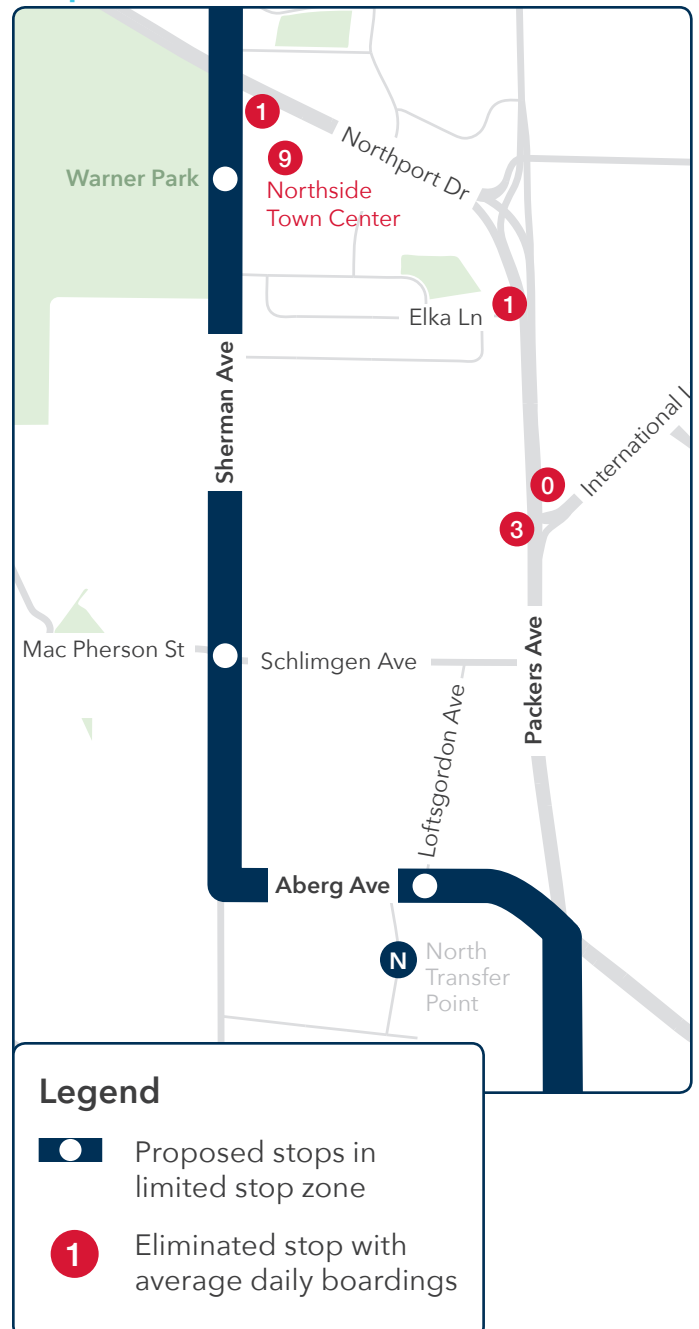 1
Northport Dr
9
Warner Park
Northside
Town Center
1
Elka Ln
Sherman Ave
International
0
3
Mac Pherson St
Schlimgen Ave
Packers Ave
Loftsgordon Ave
Aberg Ave
N
North
Transfer
Point
Legend
Proposed stops in
limited stop zone
1
Eliminated stop with
average daily boardings